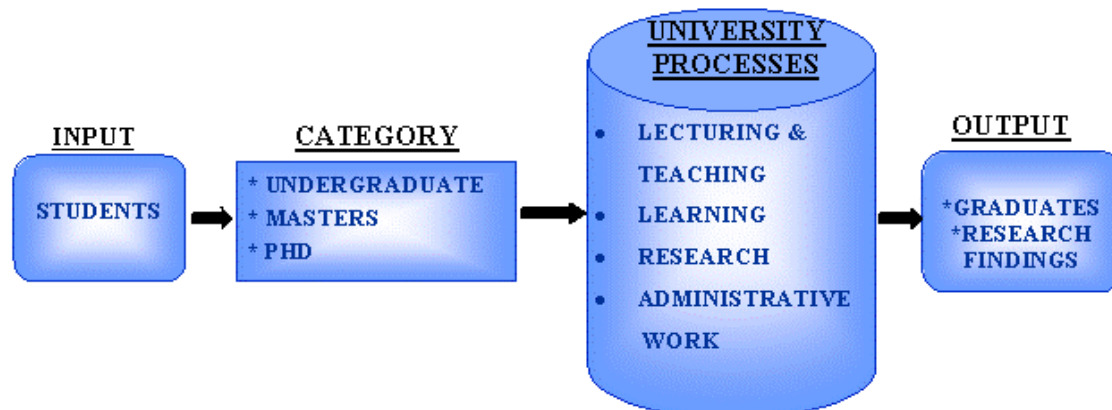 INPUT
STUDENTS
CATEGORY
* UNDERGRADUATE
* MASTERS
* PHD
UNIVERSITY
PROCESSES
• LECTURING &
TEACHING
• LEARNING
• RESEARCH
• ADMINISTRATIVE
WORK
OUTPUT
*GRADUATES
*RESEARCH
FINDINGS